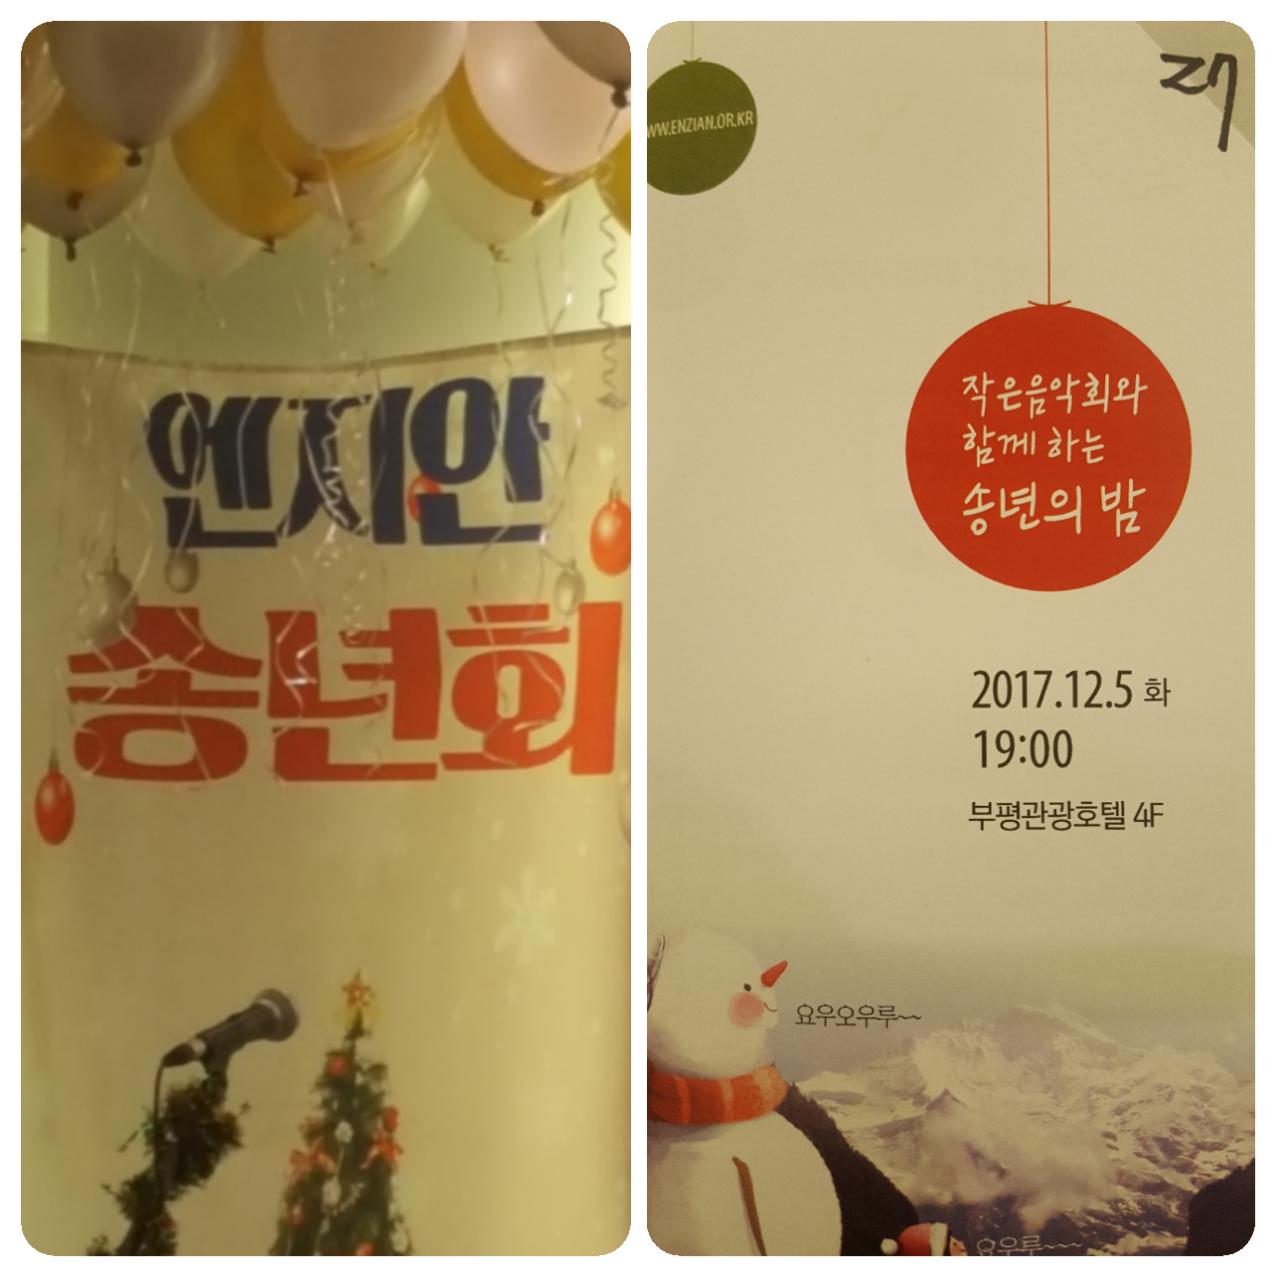 엔지안
송년회
WWW.ENZIAN.OR.KR
27
작은음악회와
함께 하는
송년의 밤
2017.12.5 화
19:00
부평관광호텔 4F
요우오우루~~
요우루~~~~